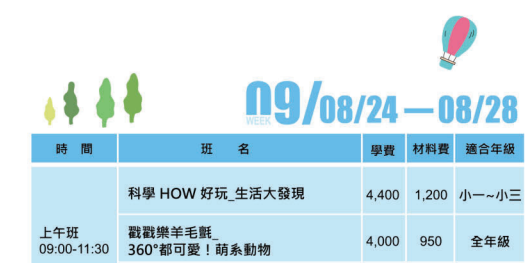 09/08/24 — 08/28
WEEK
時 間 班 名 學費 材料費 適合年級
科學 HOW 好玩_生活大發現 4,400 1,200 小一~小三
上午班
09:00-11:30
戳戳樂羊毛氈_
360°都可愛！萌系動物 4,000 950 全年級